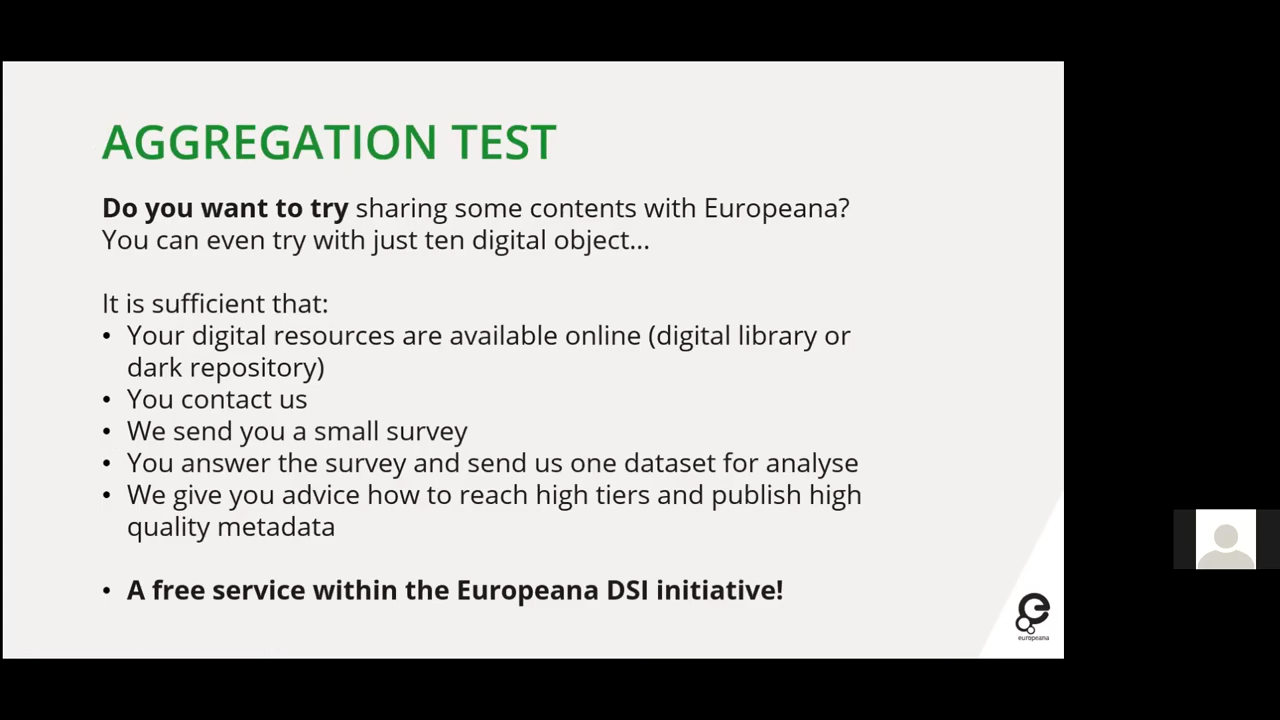 AGGREGATION TEST
Do you want to try sharing some contents with Europeana?
You can even try with just ten digital object...
It is sufficient that:
• Your digital resources are available online (digital library or
dark repository)
• You contact us
• We send you a small survey
• You answer the survey and send us one dataset for analyse
• We give you advice how to reach high tiers and publish high
quality metadata
• A free service within the Europeana DSI initiative!
europeana